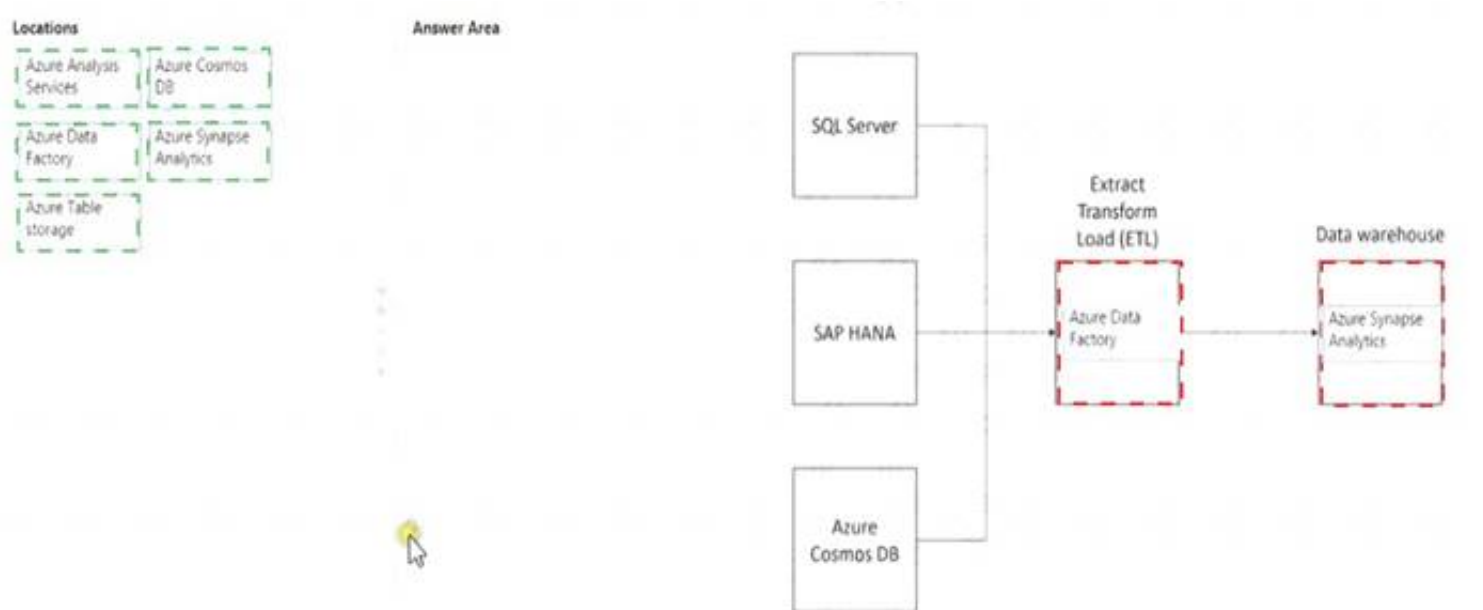 Locations
Answer Area
Azure Analysis
Services
Azure Cosmos
DB
Azure Data
Factory
Azure Synapse
Analytics
Azure Table
storage
SQL Server
SAP HANA
Azure
Cosmos DB
Extract
Transform
Load (ETL)
Azure Data
Factory
Data warehouse
Azure Synapse
Analytics